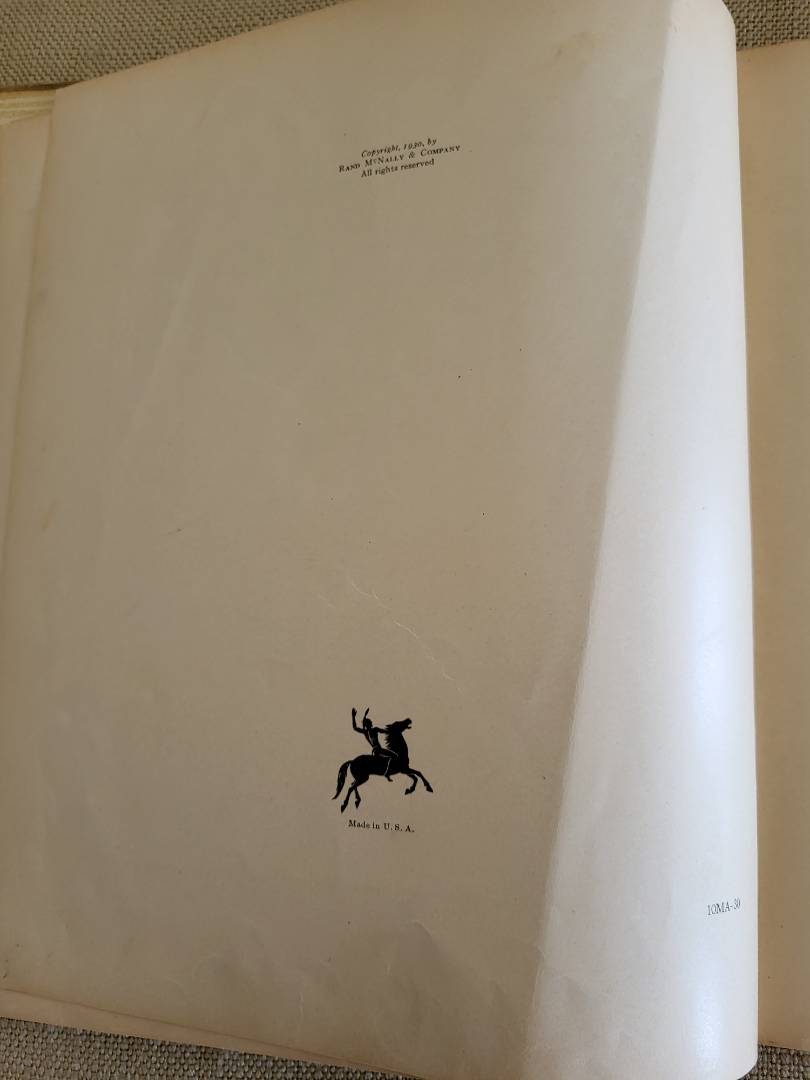 Copyright, 1930, by
RAND MCNALLY & COMPANY
All rights reserved
Made in U. S. A.
10MA-30